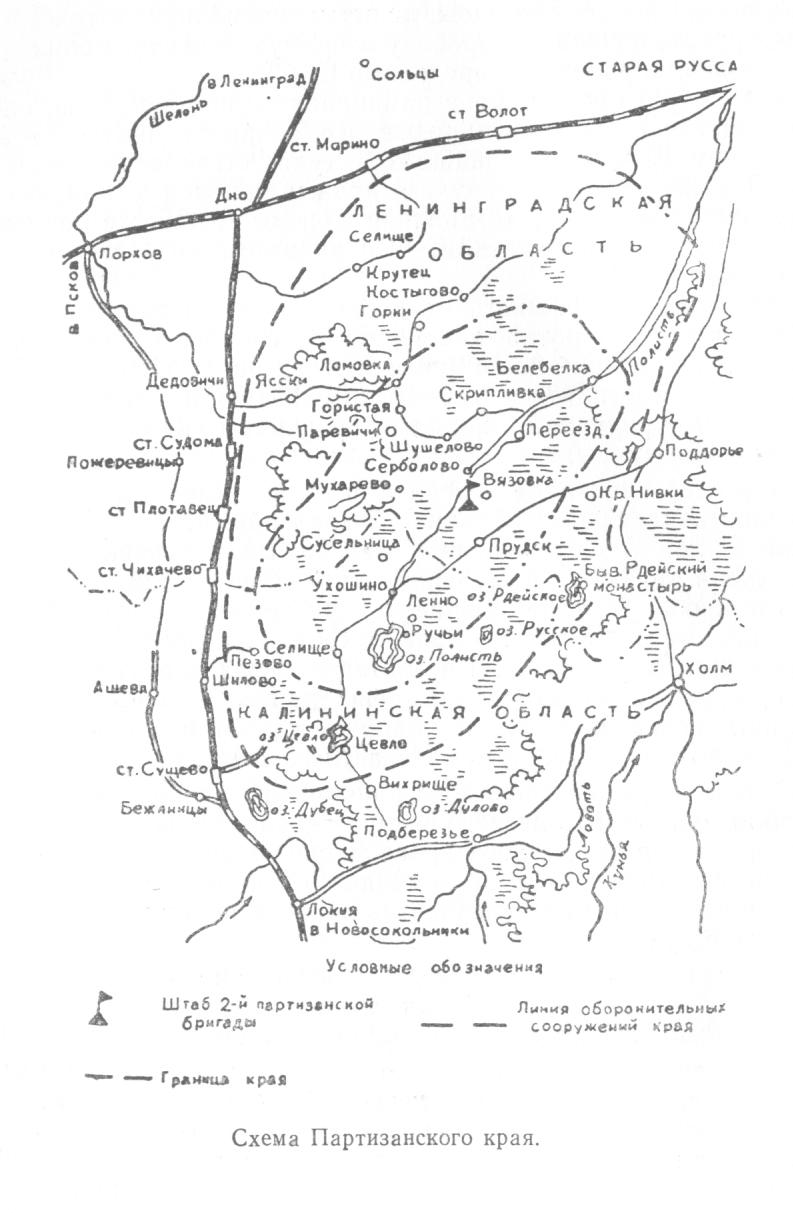 в Ленинград
Сольцы
СТАРАЯ РУССА
Шелонь
ст Волот
ст. Марино
Дно
ЛЕНИНГРАДСКАЯ
ОБЛАСТЬ
Порхов
в Псков
Селище
Крутец
Костыгово
Горки
Полисть
Ломовка
Белебелка
Дедовичи
Ясски
Скрипливка
Гористая
Паревичи
Переезд
ст. Судома
Шушелово
Поддорье
Пожеревицы
Серболово
Вязовка
Мухарево
Кр. Нивки
ст Плотавец
Сусельница
Прудск
ст. Чихачево
Быв. Рдейский
монастырь
Ухошино
Ленно
оз. Рдейское
Ручьи
оз. Русское
Селище
Пезово
оз. Полисть
Холм
Ашева
Шилово
КАЛИНИНСКАЯ ОБЛАСТЬ
оз. Цевло
Цевло
ст. Сущево
Вихрище
Бежаницы
оз. Дубец
оз. Дулово
Подберезье
Ловать
Кунья
Локня
в Новосокольники
Условные обозначения
Штаб 2-й партизанской
бригады
Линия оборонительных
сооружений края
Граница края
Схема Партизанского края.